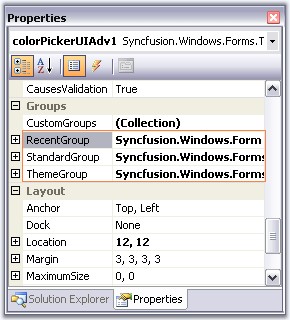 Properties
colorPickerUIAdv1 Syncfusion.Windows.Forms.T
CausesValidation True
Groups
CustomGroups (Collection)
RecentGroup Syncfusion.Windows.Form
StandardGroup Syncfusion.Windows.Forms
ThemeGroup Syncfusion.Windows.Forms
Layout
Anchor Top, Left
Dock None
Location 12, 12
Margin 3, 3, 3, 3
MaximumSize 0, 0
Solution Explorer Properties